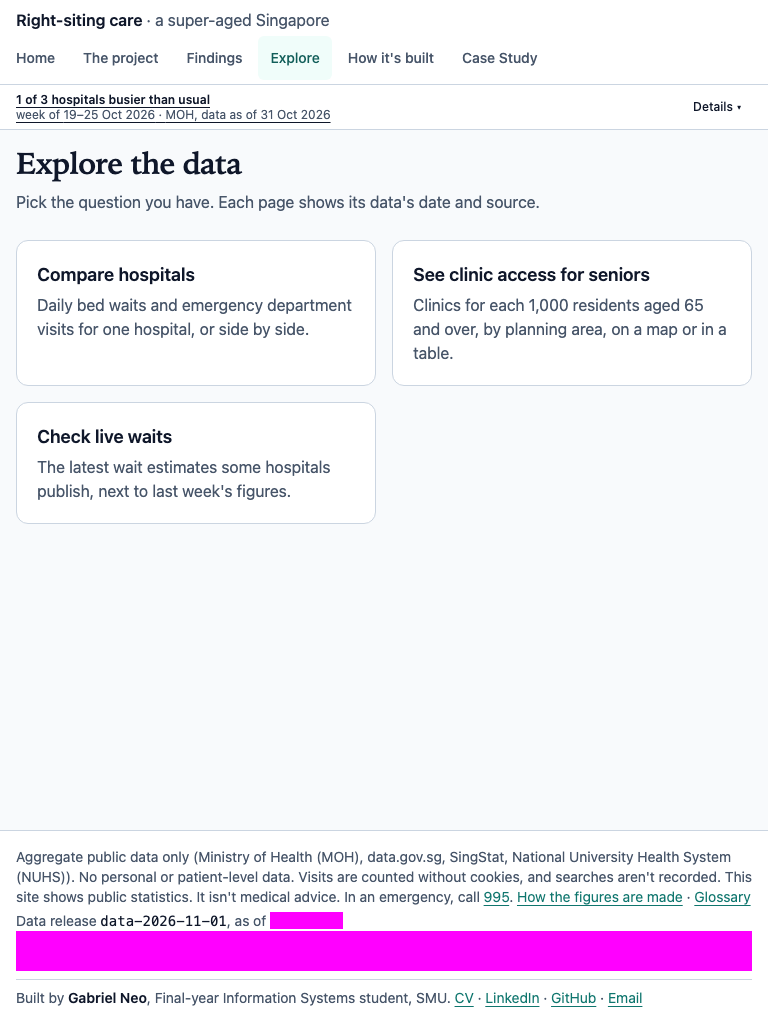 Right-siting care · a super-aged Singapore
Home The project Findings Explore How it's built Case Study
1 of 3 hospitals busier than usual
week of 19–25 Oct 2026 · MOH, data as of 31 Oct 2026
Details ▾
Explore the data
Pick the question you have. Each page shows its data's date and source.
Compare hospitals
Daily bed waits and emergency department
visits for one hospital, or side by side.
See clinic access for seniors
Clinics for each 1,000 residents aged 65
and over, by planning area, on a map or in a
table.
Check live waits
The latest wait estimates some hospitals
publish, next to last week's figures.
Aggregate public data only (Ministry of Health (MOH), data.gov.sg, SingStat, National University Health System
(NUHS)). No personal or patient-level data. Visits are counted without cookies, and searches aren't recorded. This
site shows public statistics. It isn't medical advice. In an emergency, call 995. How the figures are made · Glossary
Data release data-2026-11-01, as of
Built by Gabriel Neo, Final-year Information Systems student, SMU. CV · LinkedIn · GitHub · Email